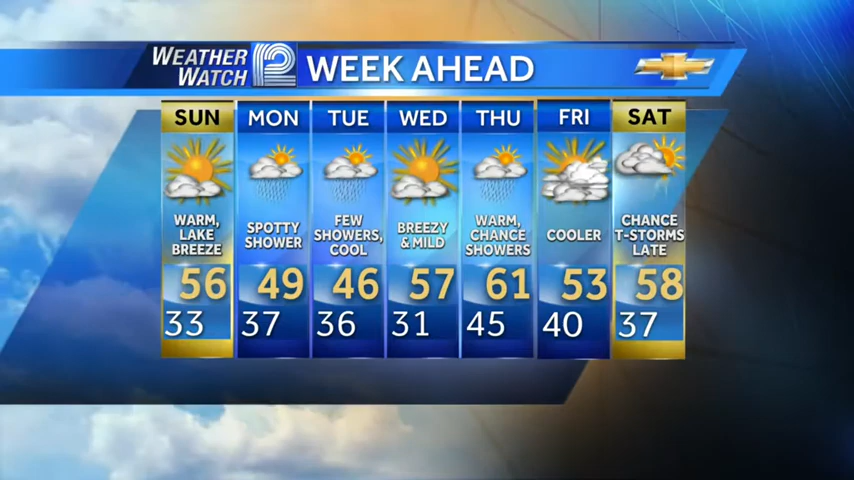 WEATHER WATCH 12 WEEK AHEAD
SUN MON TUE WED THU FRI SAT
WARM, LAKE BREEZE
SPOTTY SHOWER
FEW SHOWERS, COOL
BREEZY & MILD
WARM, CHANCE SHOWERS
COOLER
CHANCE T-STORMS LATE
56 49 46 57 61 53 58
33 37 36 31 45 40 37